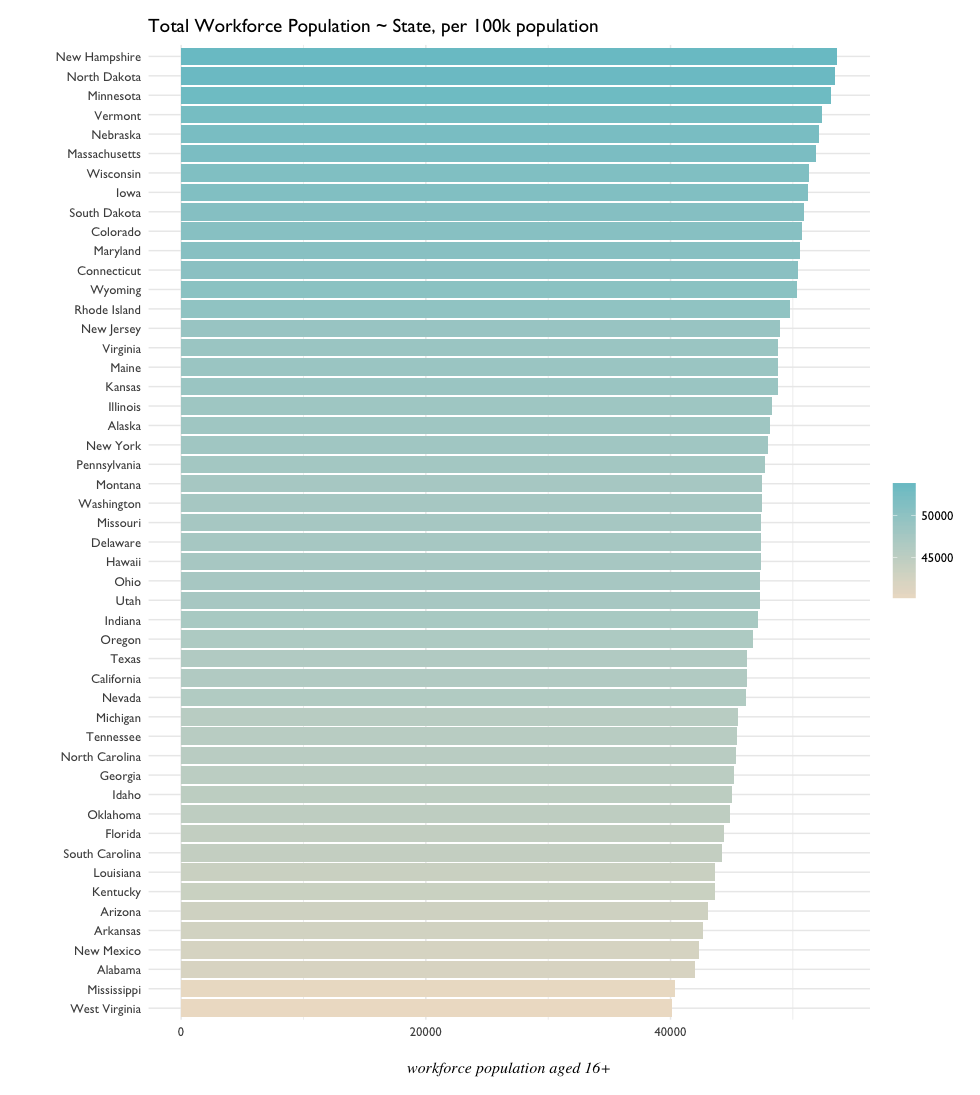 Total Workforce Population ~ State, per 100k population
New Hampshire
North Dakota
Minnesota
Vermont
Nebraska
Massachusetts
Wisconsin
Iowa
South Dakota
Colorado
Maryland
Connecticut
Wyoming
Rhode Island
New Jersey
Virginia
Maine
Kansas
Illinois
Alaska
New York
Pennsylvania
Montana
Washington
Missouri
Delaware
Hawaii
Ohio
Utah
Indiana
Oregon
Texas
California
Nevada
Michigan
Tennessee
North Carolina
Georgia
Idaho
Oklahoma
Florida
South Carolina
Louisiana
Kentucky
Arizona
Arkansas
New Mexico
Alabama
Mississippi
West Virginia
0 20000 40000
workforce population aged 16+
50000
45000